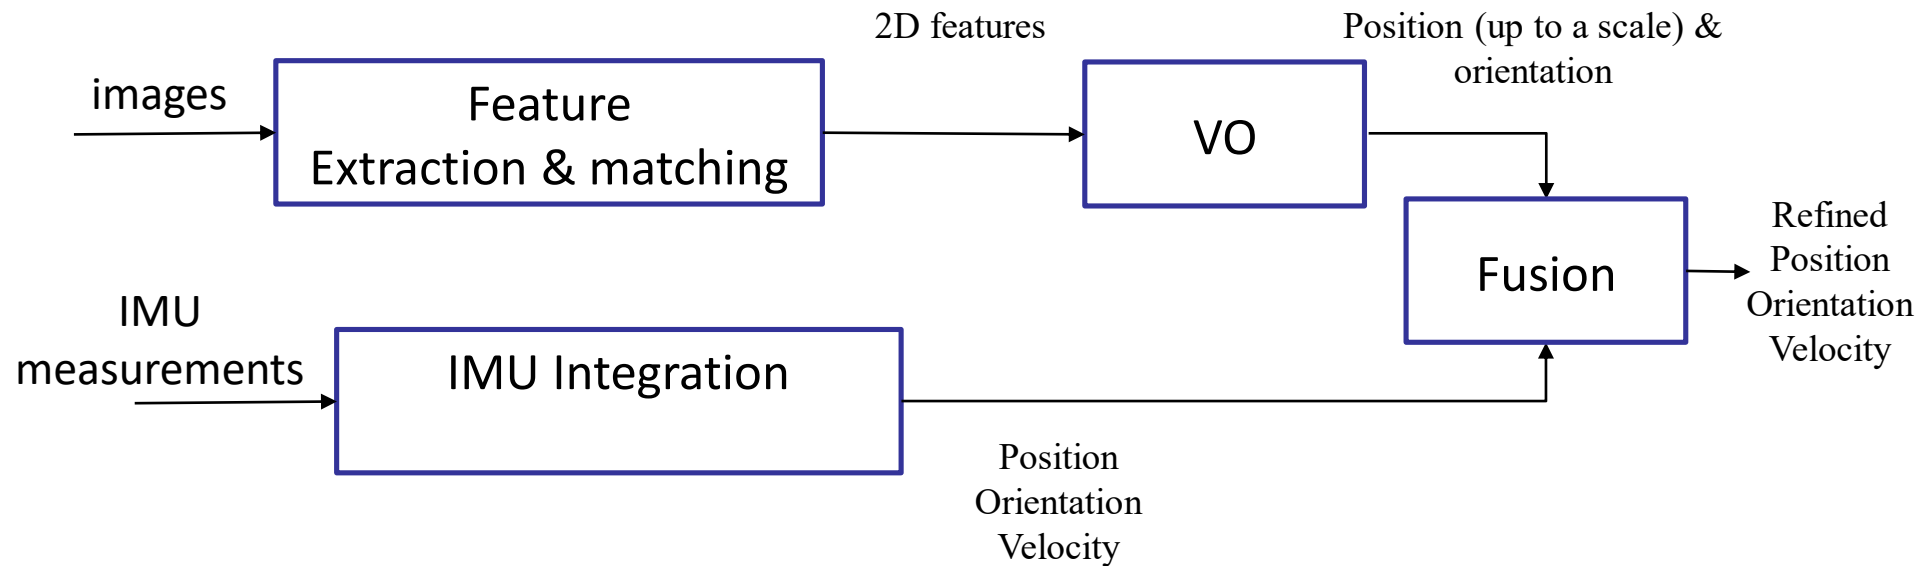 2D features
Position (up to a scale) &
orientation
images
Feature
Extraction & matching
VO
Fusion
Refined
Position
Orientation
Velocity
IMU
measurements
IMU Integration
Position
Orientation
Velocity